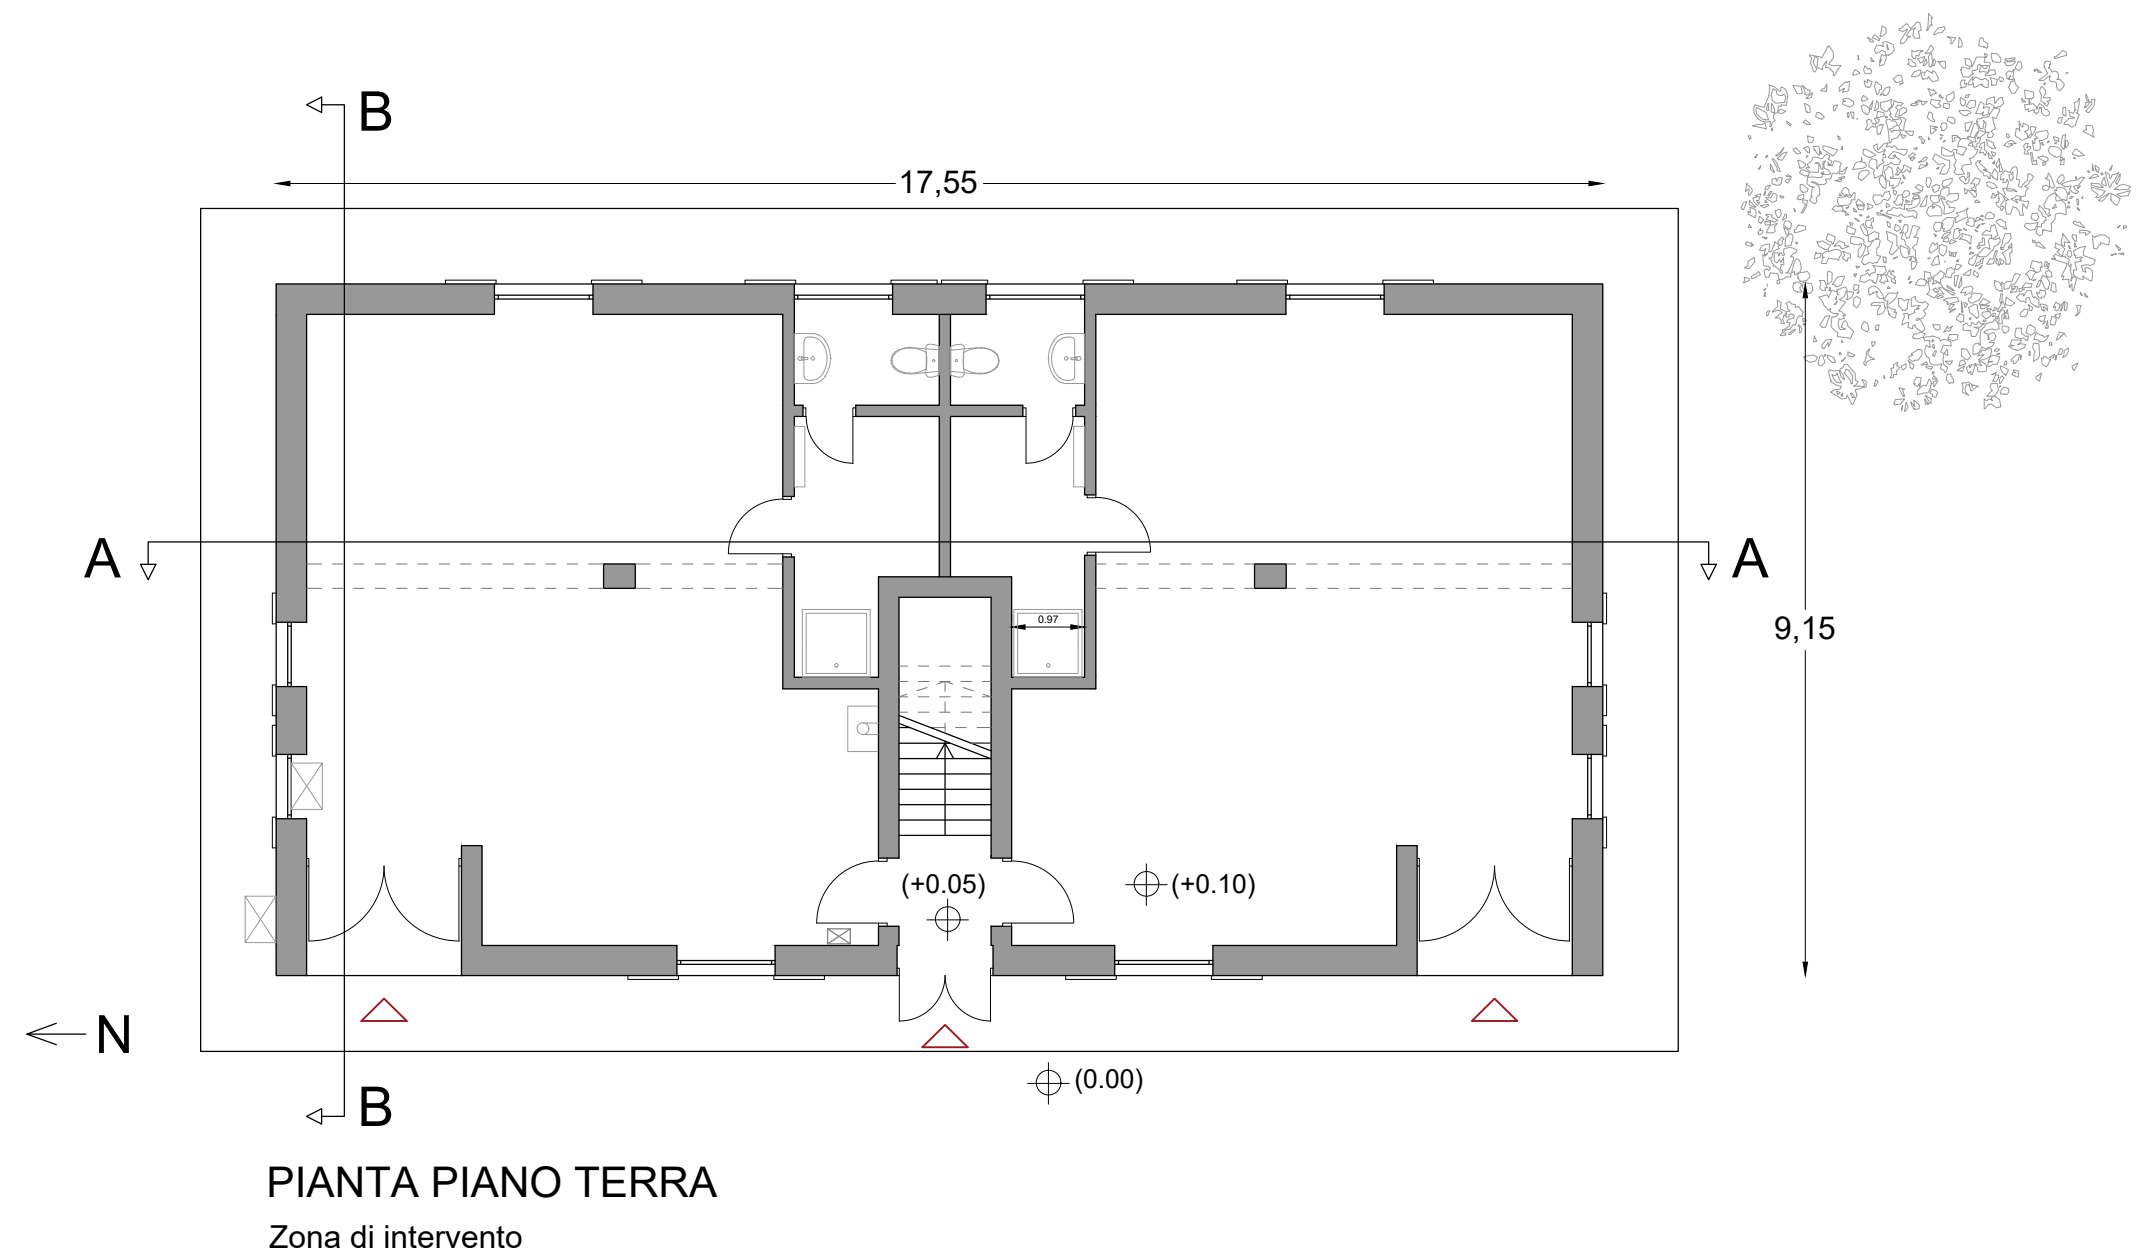 B
17,55
A
A
0.97
9,15
(+0.05)
(+0.10)
N
(0.00)
B
PIANTA PIANO TERRA
Zona di intervento